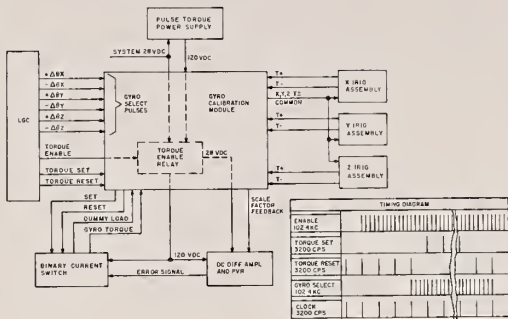 PULSE TORQUE
POWER SUPPLY
SYSTEM 28VDC
120 VDC
LGC
+ΔθX
-ΔθX
+ΔθY
-ΔθY
+ΔθZ
-ΔθZ
TORQUE
ENABLE
TORQUE SET
TORQUE RESET
GYRO
SELECT
PULSES
GYRO
CALIBRATION
MODULE
TORQUE
ENABLE
RELAY
28 VDC
T+
T-
X,Y,Z T±
COMMON
T+
T-
T+
T-
X IRIG
ASSEMBLY
Y IRIG
ASSEMBLY
Z IRIG
ASSEMBLY
SET
RESET
DUMMY LOAD
GYRO TORQUE
SCALE
FACTOR
FEEDBACK
BINARY CURRENT
SWITCH
120 VDC
ERROR SIGNAL
DC DIFF AMPL
AND PVR
TIMING DIAGRAM
ENABLE
102.4KC
TORQUE SET
3200 CPS
TORQUE RESET
3200 CPS
GYRO SELECT
102.4KC
CLOCK
3200 CPS